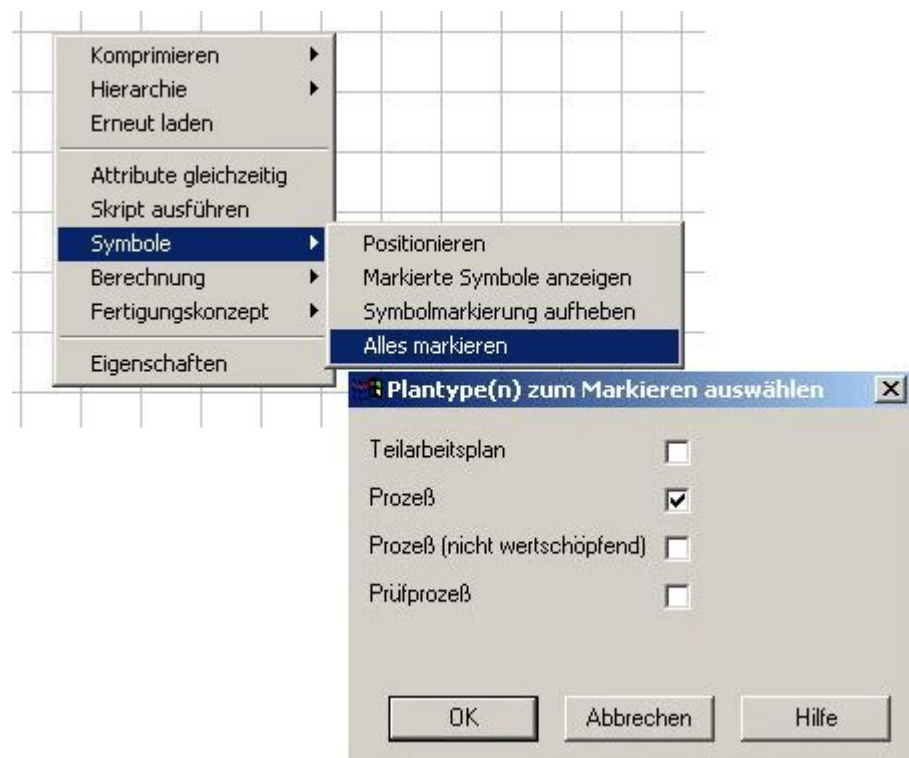 Komprimieren
Hierarchie
Erneut laden
Attribute gleichzeitig
Skript ausführen
Symbole
Berechnung
Fertigungskonzept
Eigenschaften
Positionieren
Markierte Symbole anzeigen
Symbolmarkierung aufheben
Alles markieren
Plantype(n) zum Markieren auswählen
Teilarbeitsplan
Prozeß
Prozeß (nicht wertschöpfend)
Prüfprozeß
OK Abbrechen Hilfe